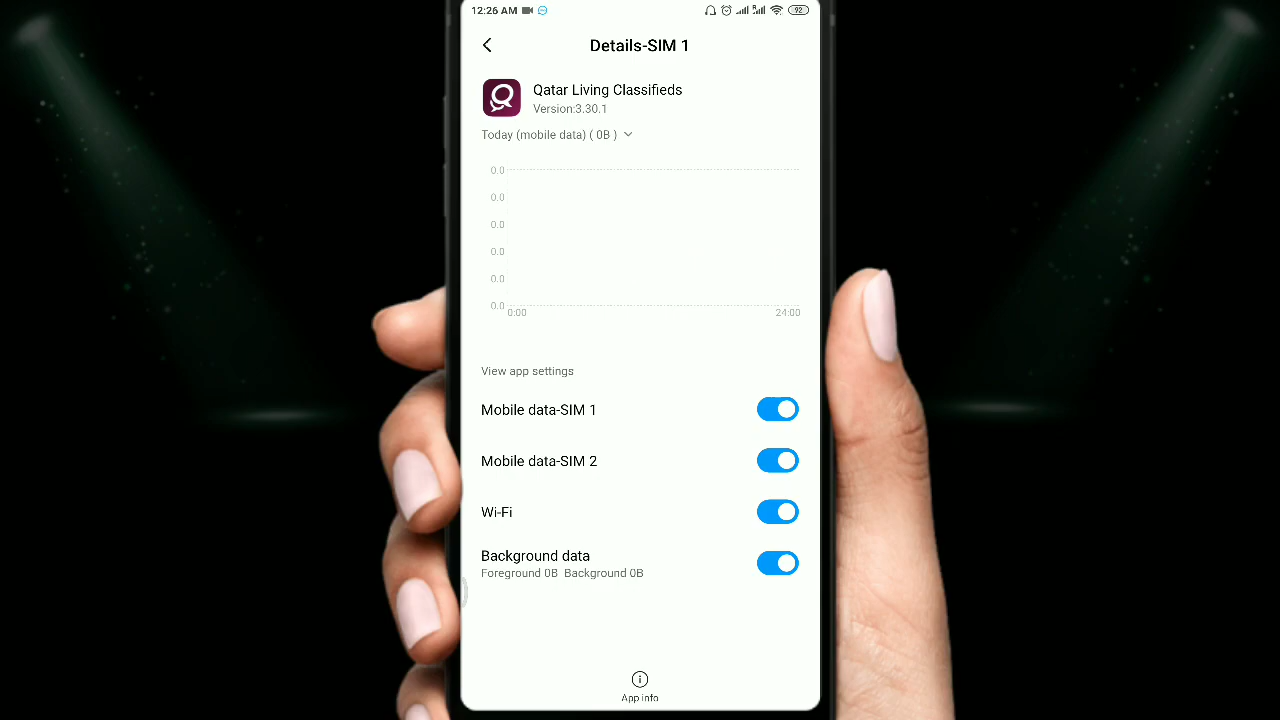 12:26 AM
92
Details-SIM 1
Qatar Living Classifieds
Version:3.30.1
Today (mobile data) ( 0B )
0.0
0.0
0.0
0.0
0.0
0.0
0:00 24:00
View app settings
Mobile data-SIM 1
Mobile data-SIM 2
Wi-Fi
Background data
Foreground 0B Background 0B
App info